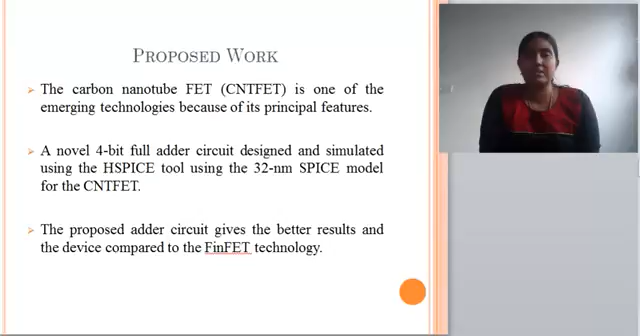 PROPOSED WORK
The carbon nanotube FET (CNTFET) is one of the
emerging technologies because of its principal features.
A novel 4-bit full adder circuit designed and simulated
using the HSPICE tool using the 32-nm SPICE model
for the CNTFET.
The proposed adder circuit gives the better results and
the device compared to the FinFET technology.